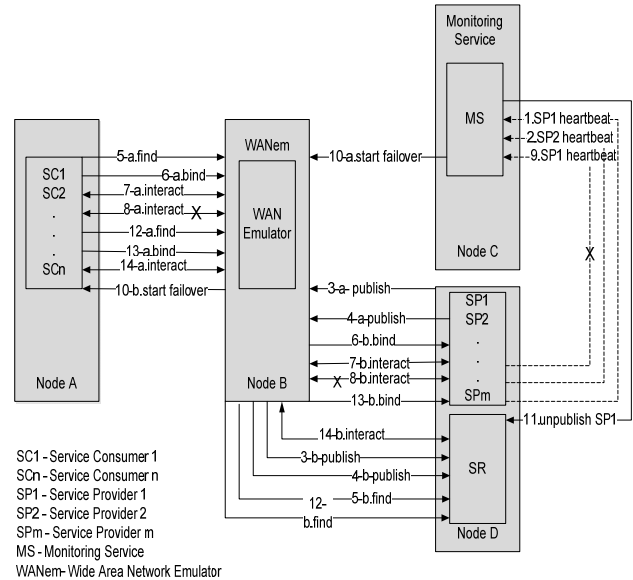 Monitoring
Service
MS
1.SP1 heartbeat
2.SP2 heartbeat
9.SP1 heartbeat
X
Node C
10-a.start failover
WANem
WAN
Emulator
Node B
SC1
SC2
.
.
.
SCn
Node A
5-a.find
6-a.bind
7-a.interact
8-a.interact X
12-a.find
13-a.bind
14-a.interact
10-b.start failover
3-a- publish
4-a-publish
6-b.bind
7-b.interact
X 8-b.interact
13-b.bind
SP1
SP2
.
.
.
SPm
11.unpublish SP1
14-b.interact
3-b-publish
4-b-publish
5-b.find
12-
b.find
SR
Node D
SC1 - Service Consumer 1
SCn - Service Consumer n
SP1 - Service Provider 1
SP2 - Service Provider 2
SPm - Service Provider m
MS - Monitoring Service
WANem- Wide Area Network Emulator